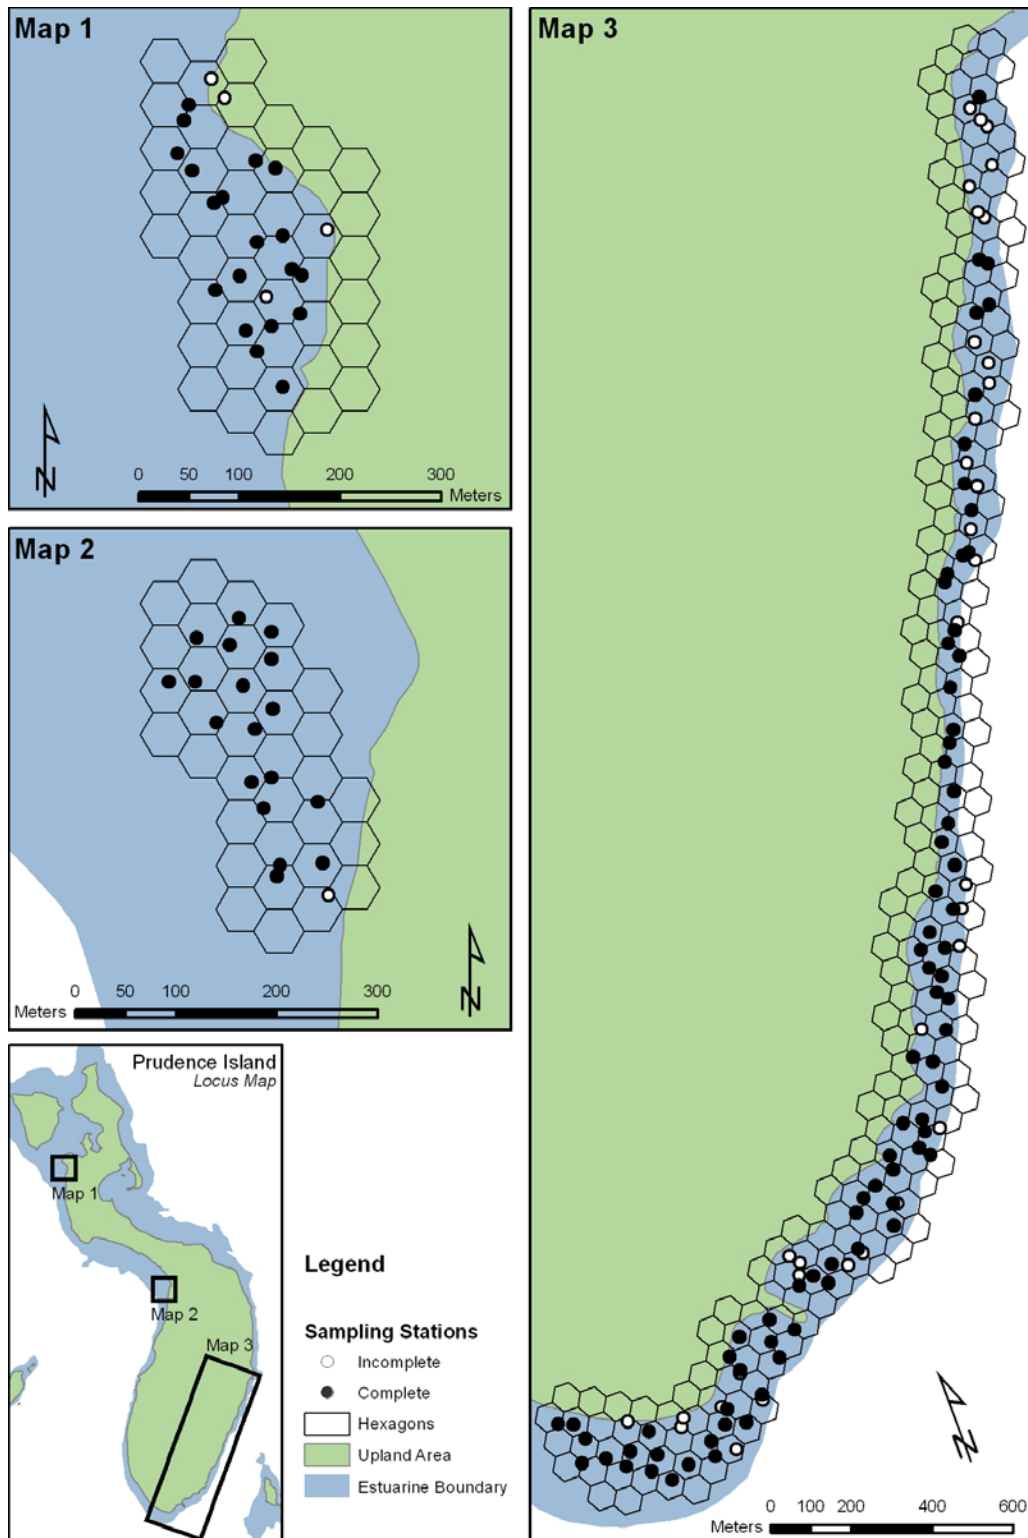 Map 1
N
0 50 100 200 300
Meters
Map 2
N
0 50 100 200 300
Meters
Prudence Island
Locus Map
Map 1
Map 2
Map 3
Legend
Sampling Stations
Incomplete
Complete
Hexagons
Upland Area
Estuarine Boundary
Map 3
N
0 100 200 400 600
Meters